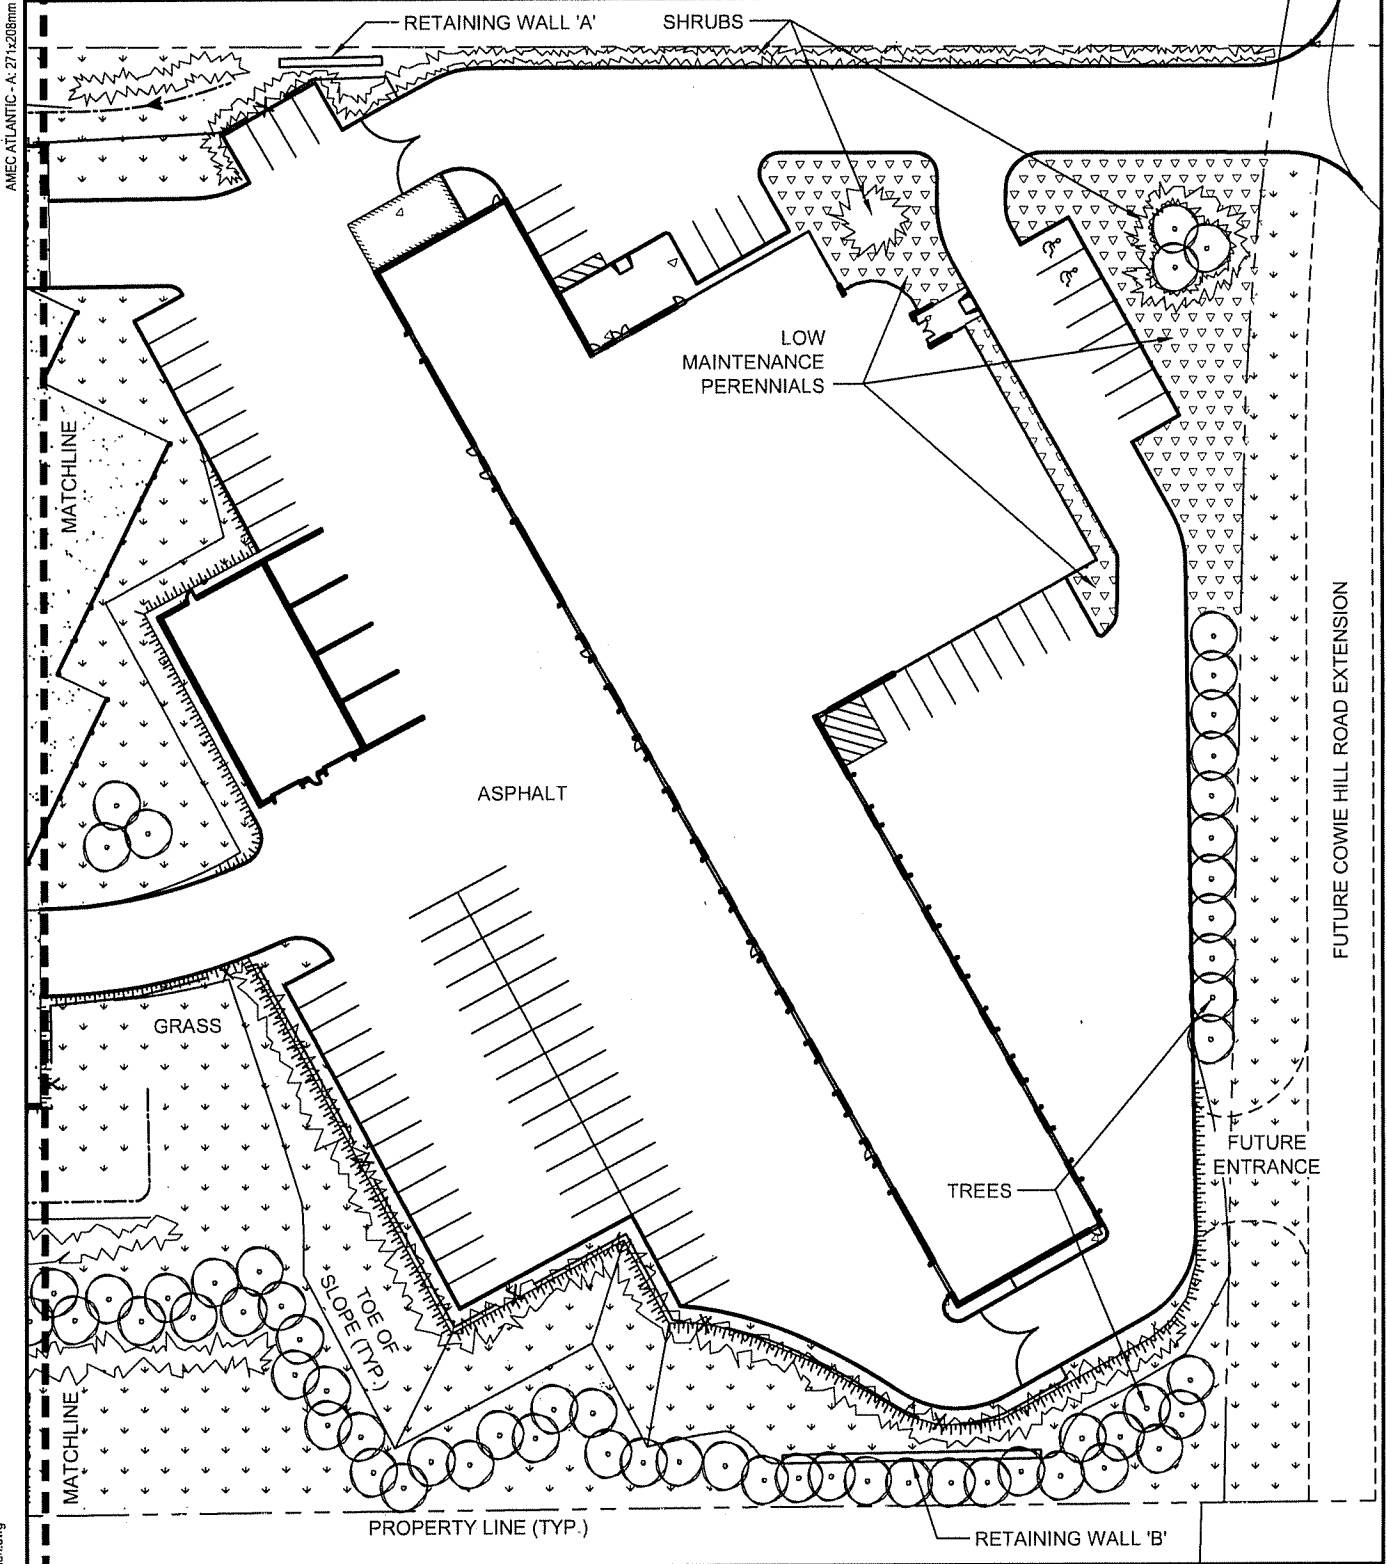 AMEC ATLANTIC - A: 271x208mm
RETAINING WALL 'A'
SHRUBS
LOW
MAINTENANCE
PERENNIALS
MATCHLINE
FUTURE COWIE HILL ROAD EXTENSION
ASPHALT
GRASS
FUTURE
ENTRANCE
TREES
TOE OF
SLOPE (TYP.)
MATCHLINE
PROPERTY LINE (TYP.)
RETAINING WALL 'B'